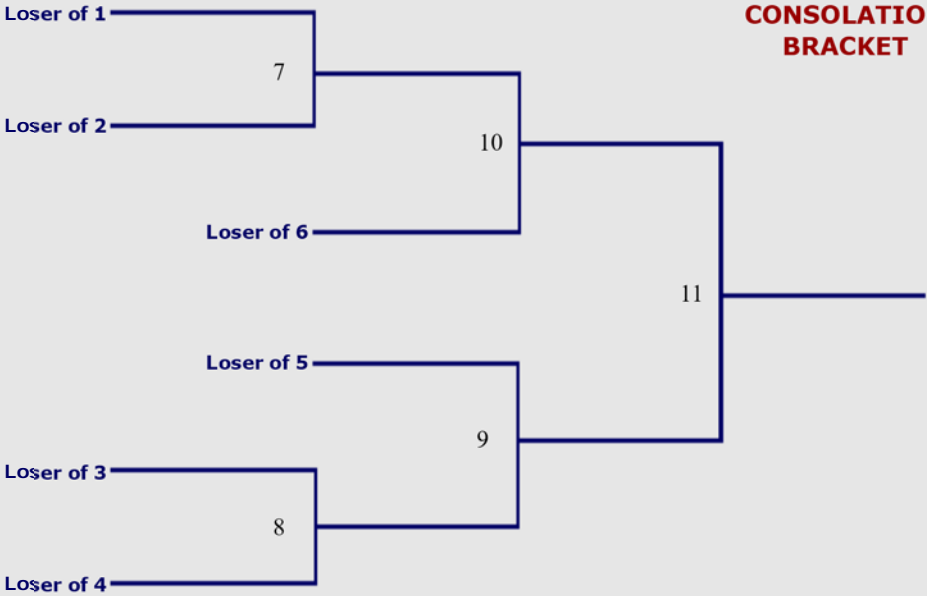 Loser of 1
CONSOLATIO
BRACKET
7
Loser of 2
10
Loser of 6
11
Loser of 5
9
Loser of 3
8
Loser of 4